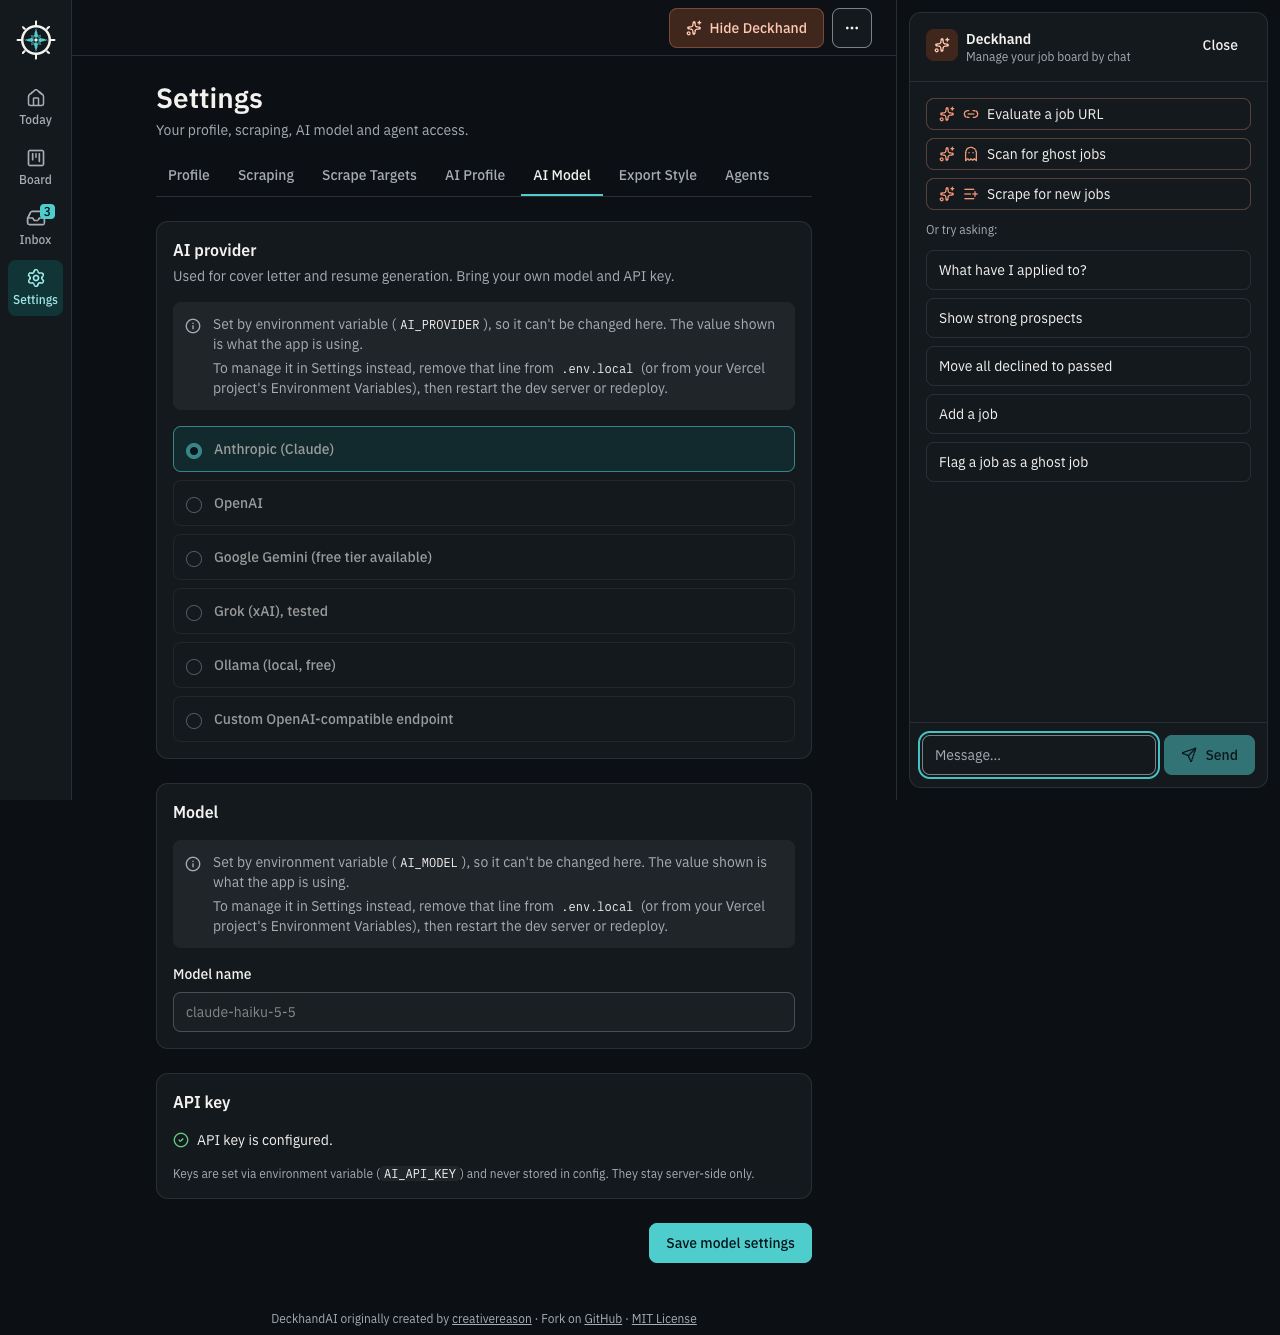 Today
Board
3
Inbox
Settings
Hide Deckhand
Settings
Your profile, scraping, AI model and agent access.
Profile
Scraping
Scrape Targets
AI Profile
AI Model
Export Style
Agents
AI provider
Used for cover letter and resume generation. Bring your own model and API key.
Set by environment variable ( AI_PROVIDER ), so it can't be changed here. The value shown
is what the app is using.
To manage it in Settings instead, remove that line from .env.local (or from your Vercel
project's Environment Variables), then restart the dev server or redeploy.
Anthropic (Claude)
OpenAI
Google Gemini (free tier available)
Grok (xAI), tested
Ollama (local, free)
Custom OpenAI-compatible endpoint
Model
Set by environment variable ( AI_MODEL ), so it can't be changed here. The value shown is
what the app is using.
To manage it in Settings instead, remove that line from .env.local (or from your Vercel
project's Environment Variables), then restart the dev server or redeploy.
Model name
claude-haiku-5-5
API key
API key is configured.
Keys are set via environment variable ( AI_API_KEY ) and never stored in config. They stay server-side only.
Save model settings
DeckhandAI originally created by creativereason · Fork on GitHub · MIT License
Deckhand
Manage your job board by chat
Close
Evaluate a job URL
Scan for ghost jobs
Scrape for new jobs
Or try asking:
What have I applied to?
Show strong prospects
Move all declined to passed
Add a job
Flag a job as a ghost job
Message...
Send